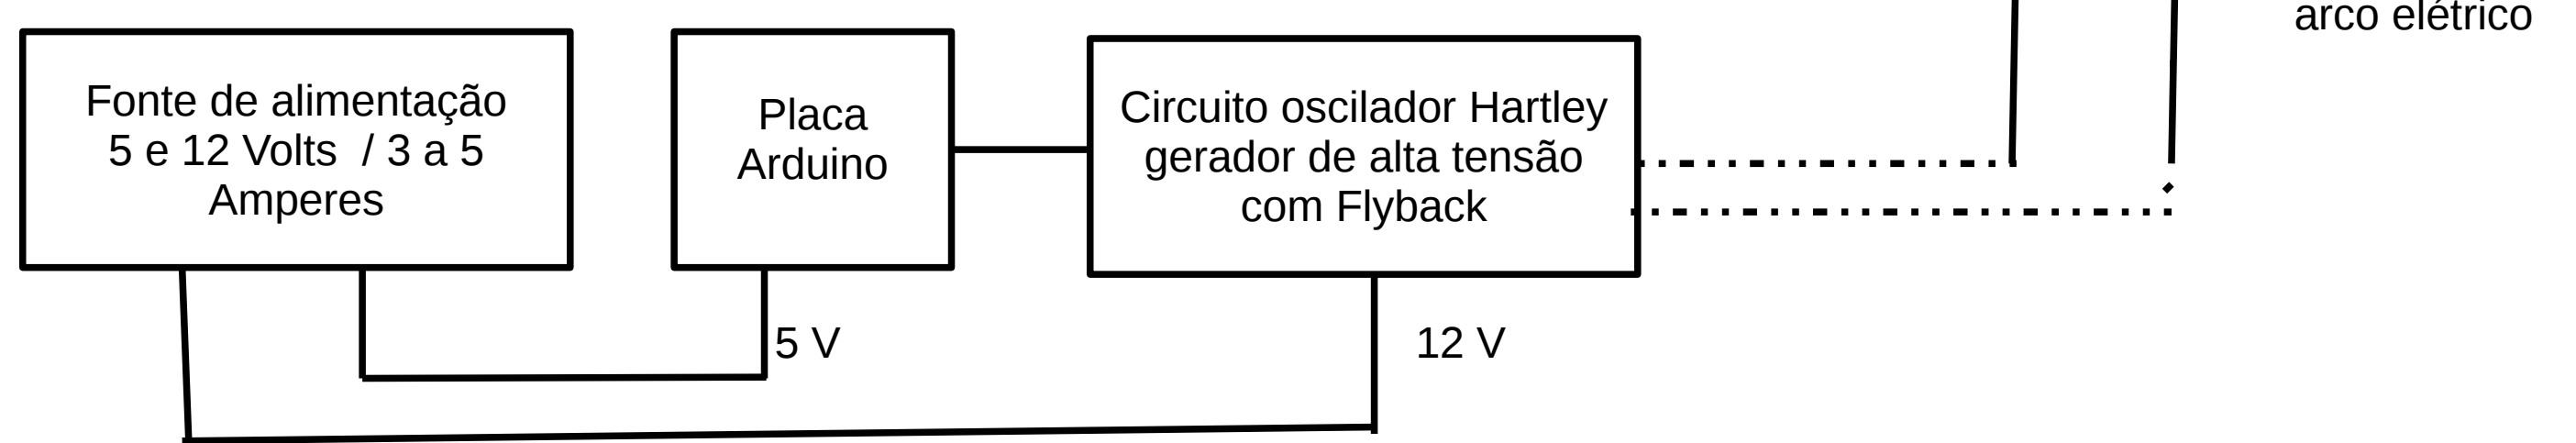 arco elétrico
Fonte de alimentação
5 e 12 Volts  / 3 a 5
Amperes
Placa
Arduino
Circuito oscilador Hartley
gerador de alta tensão
com Flyback
5 V
12 V